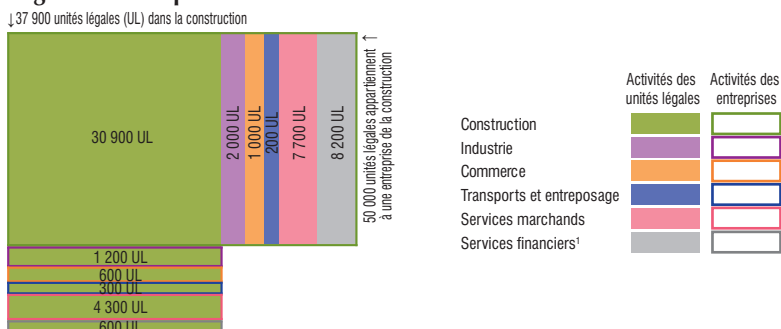 ↓37 900 unités légales (UL) dans la construction
30 900 UL
2 000 UL
1 000 UL
200 UL
7 700 UL
8 200 UL
50 000 unités légales appartiennent ↑
à une entreprise de la construction
1 200 UL
600 UL
300 UL
4 300 UL
600 UL
Activités des unités légales
Activités des entreprises
Construction
Industrie
Commerce
Transports et entreposage
Services marchands
Services financiers¹